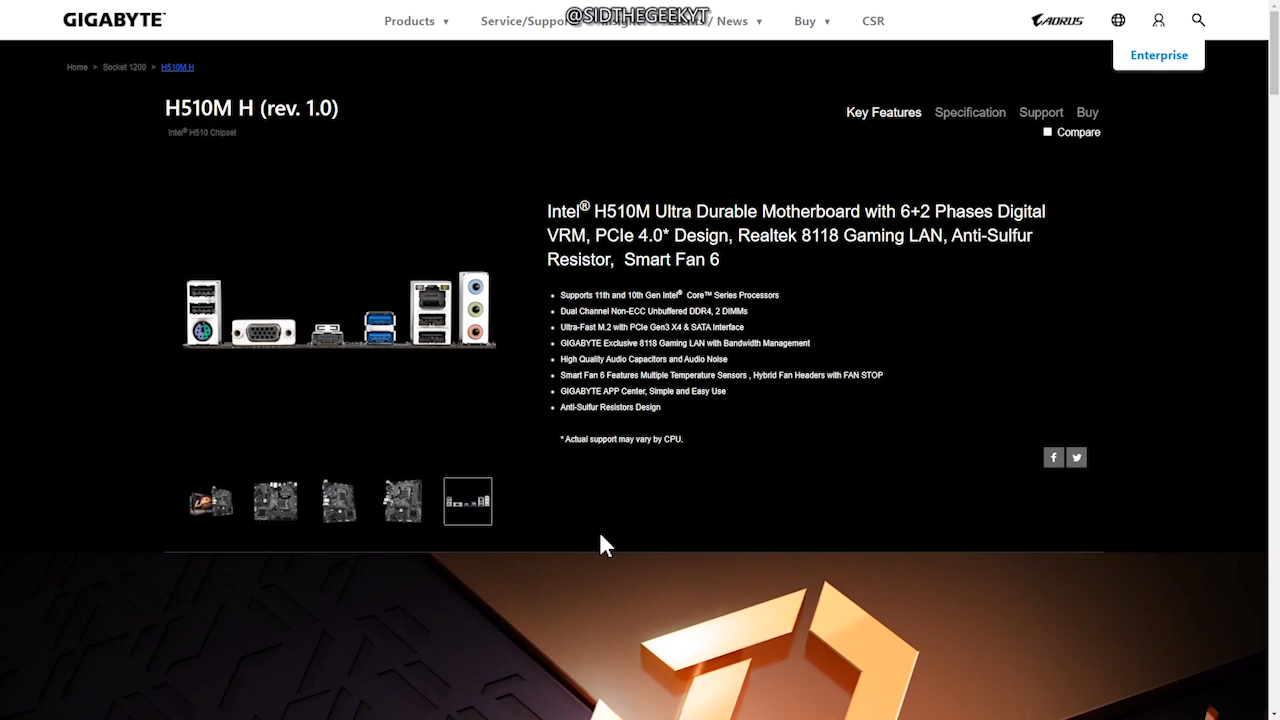 GIGABYTE™
Products ▼
Service/Support
@SIDTHEGEEKYT
/ News ▼
Buy ▼
CSR
AORUS
Enterprise
Home > Socket 1200 > H510M H
H510M H (rev. 1.0)
Intel® H510 Chipset
Key Features Specification Support Buy
Compare
Intel® H510M Ultra Durable Motherboard with 6+2 Phases Digital
VRM, PCIe 4.0* Design, Realtek 8118 Gaming LAN, Anti-Sulfur
Resistor, Smart Fan 6
• Supports 11th and 10th Gen Intel® Core™ Series Processors
• Dual Channel Non-ECC Unbuffered DDR4, 2 DIMMs
• Ultra-Fast M.2 with PCIe Gen3 X4 & SATA interface
• GIGABYTE Exclusive 8118 Gaming LAN with Bandwidth Management
• High Quality Audio Capacitors and Audio Noise
• Smart Fan 6 Features Multiple Temperature Sensors , Hybrid Fan Headers with FAN STOP
• GIGABYTE APP Center, Simple and Easy Use
• Anti-Sulfur Resistors Design
* Actual support may vary by CPU.